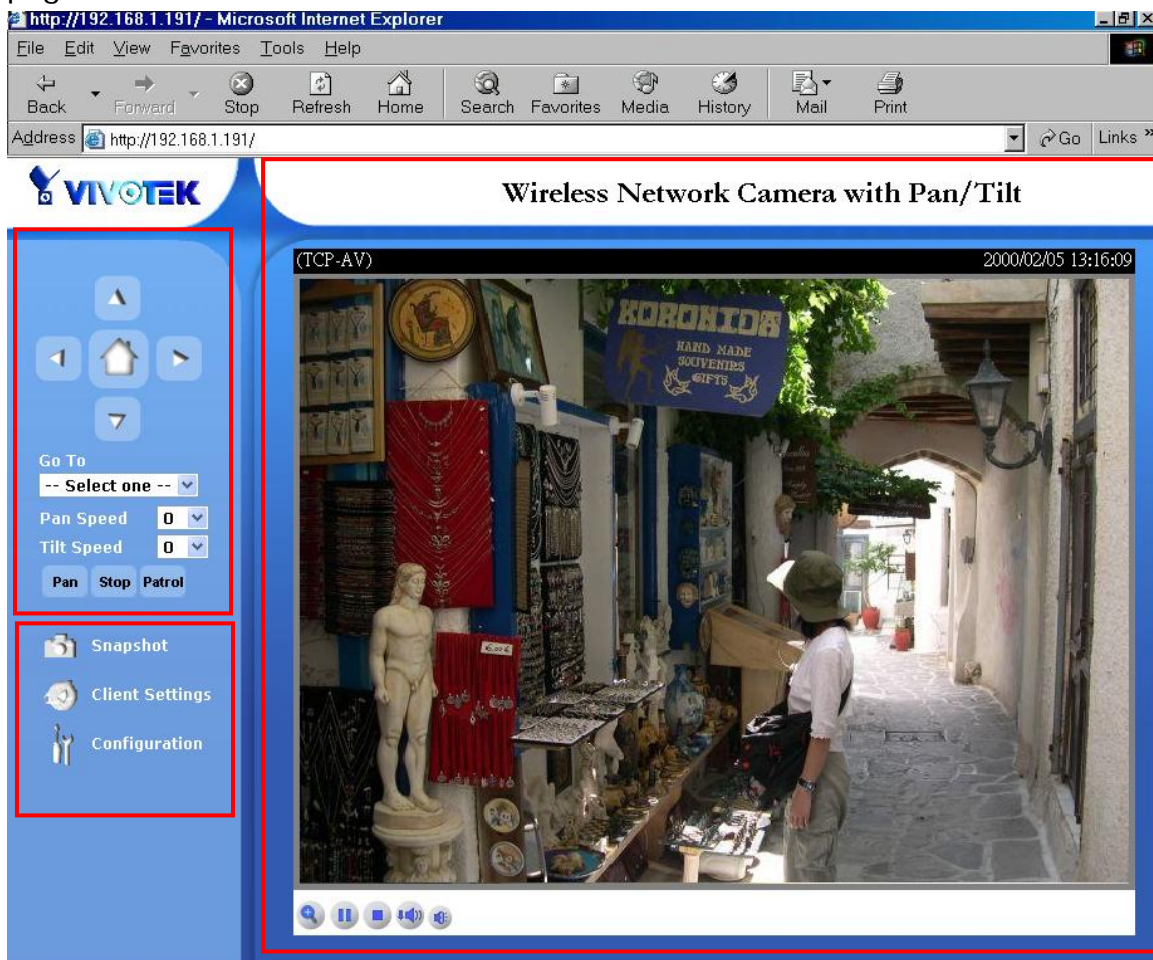 http://192.168.1.191/ - Microsoft Internet Explorer
File Edit View Favorites Tools Help
Back Forward Stop Refresh Home Search Favorites Media History Mail Print
Address http://192.168.1.191/ Go Links »
VIVOTEK
Wireless Network Camera with Pan/Tilt
(TCP-AV) 2000/02/05 13:16:09
KORONIDA
HAND MADE
SOUVENIRS
GIFTS
Go To
-- Select one --
Pan Speed 0
Tilt Speed 0
Pan Stop Patrol
Snapshot
Client Settings
Configuration